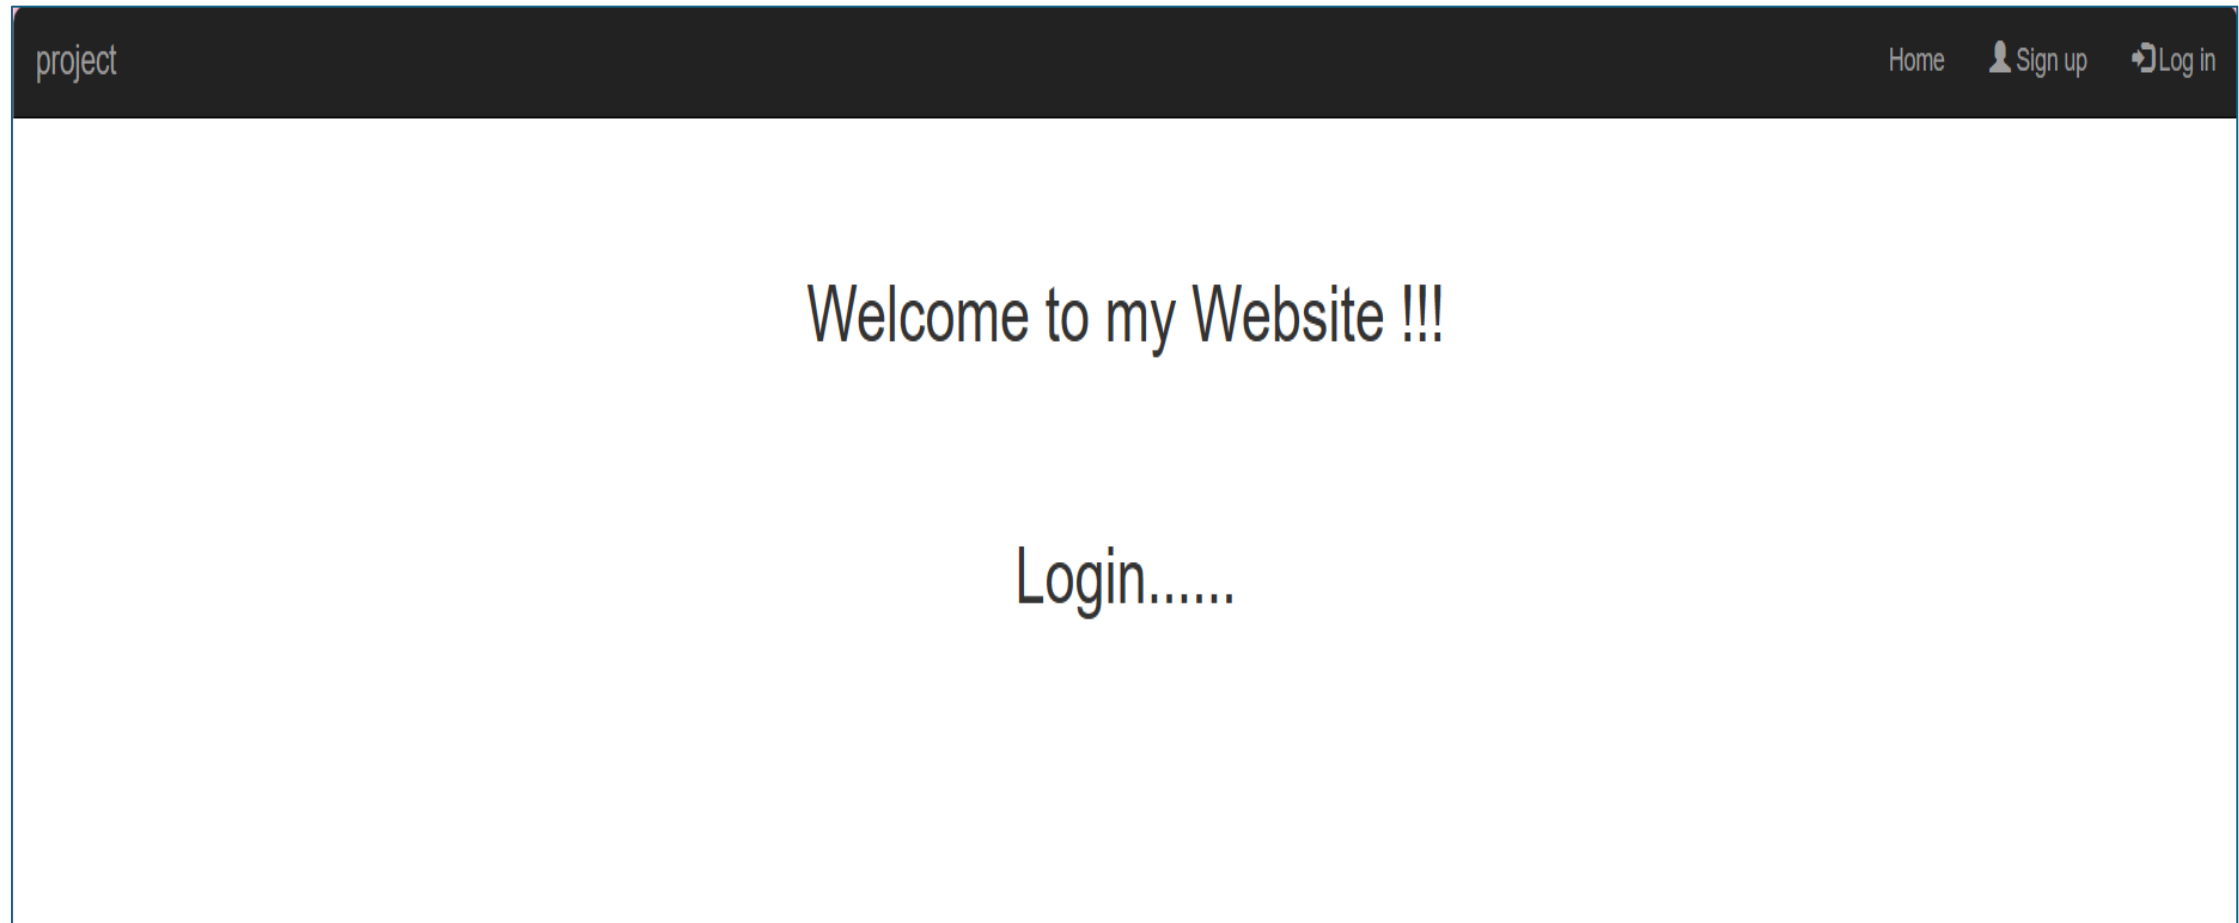 project Home Sign up Log in
Welcome to my Website !!!
Login......